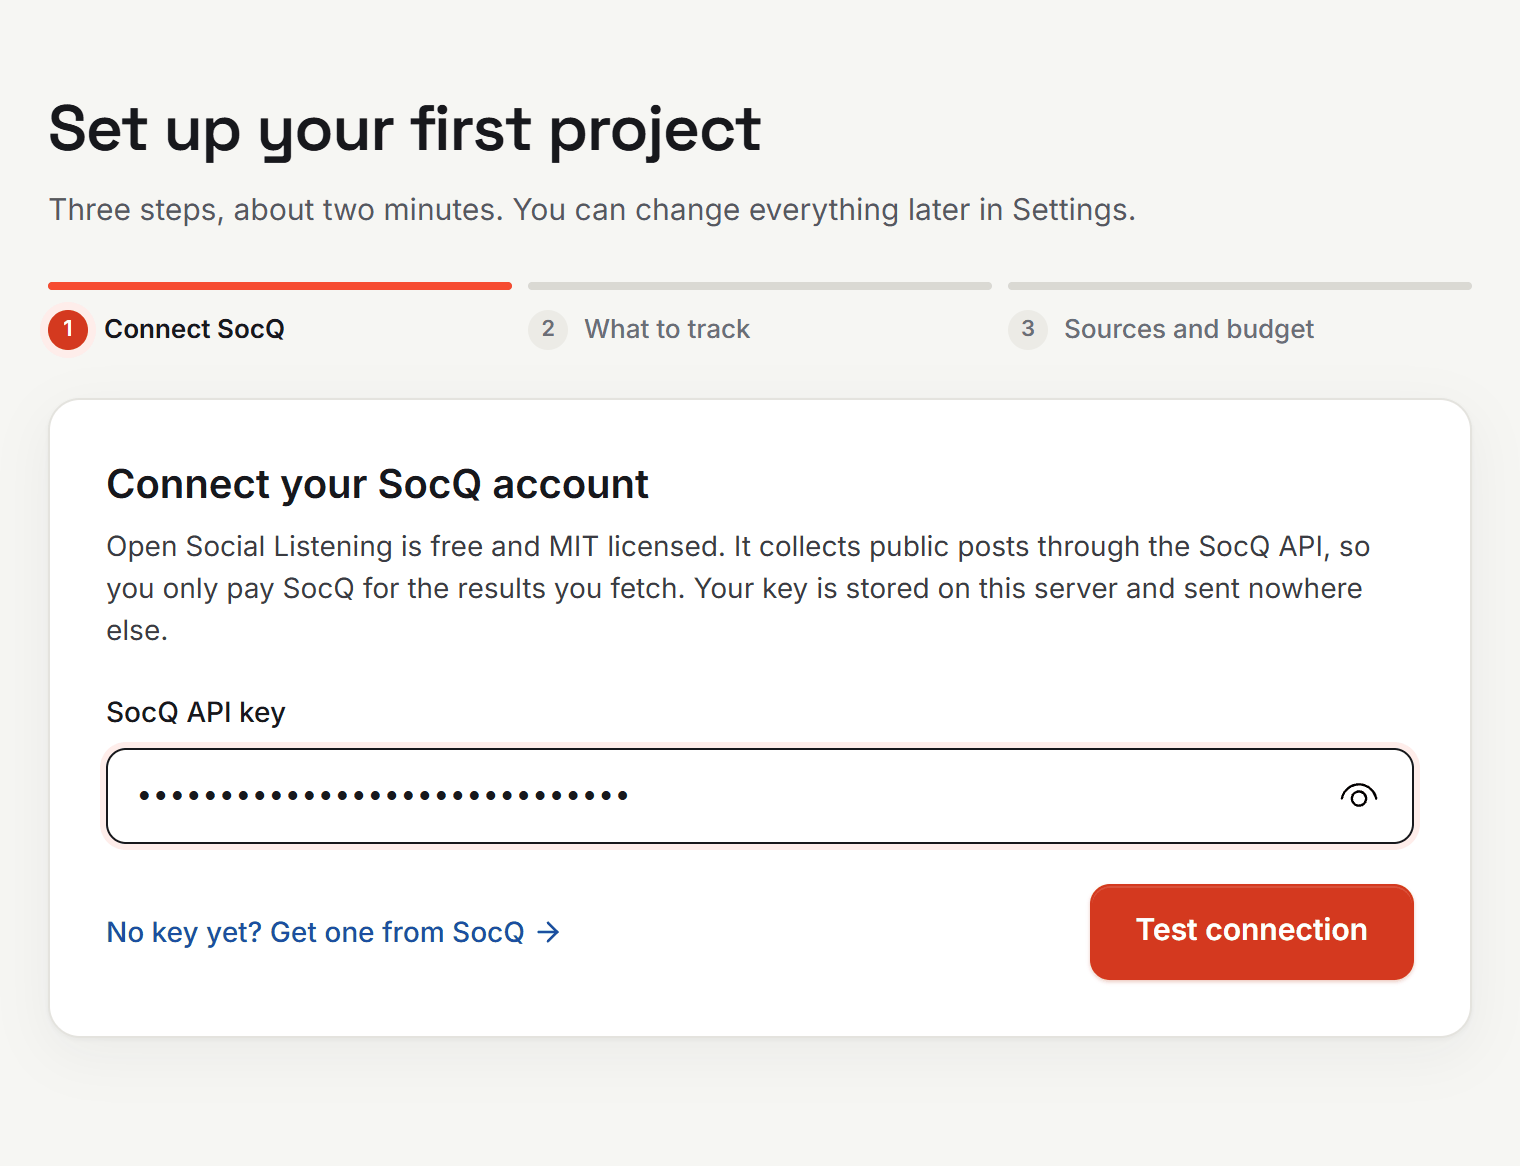 Set up your first project
Three steps, about two minutes. You can change everything later in Settings.
1 Connect SocQ
2 What to track
3 Sources and budget
Connect your SocQ account
Open Social Listening is free and MIT licensed. It collects public posts through the SocQ API, so
you only pay SocQ for the results you fetch. Your key is stored on this server and sent nowhere
else.
SocQ API key
••••••••••••••••••••••••••••••
No key yet? Get one from SocQ →
Test connection